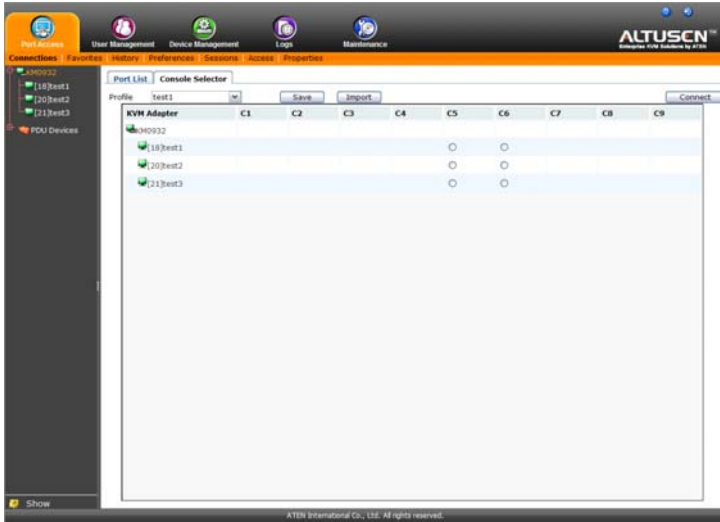 Port Access User Management Device Management Logs Maintenance
ALTUSEN™
Enterprise KVM Solutions by ATEN
Connections Favorites History Preferences Sessions Access Properties
KM0932
[18]test1
[20]test2
[21]test3
PDU Devices
Port List Console Selector
Profile test1 Save Import Connect
KVM Adapter C1 C2 C3 C4 C5 C6 C7 C8 C9
KM0932
[18]test1
[20]test2
[21]test3
Show
ATEN International Co., Ltd. All rights reserved.